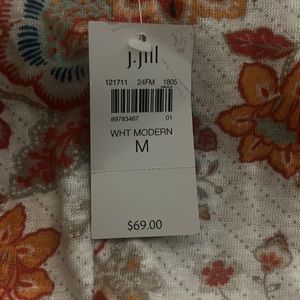 J.Jill
121711 24FM 1805
89783467 01
WHT MODERN
M
$69.00